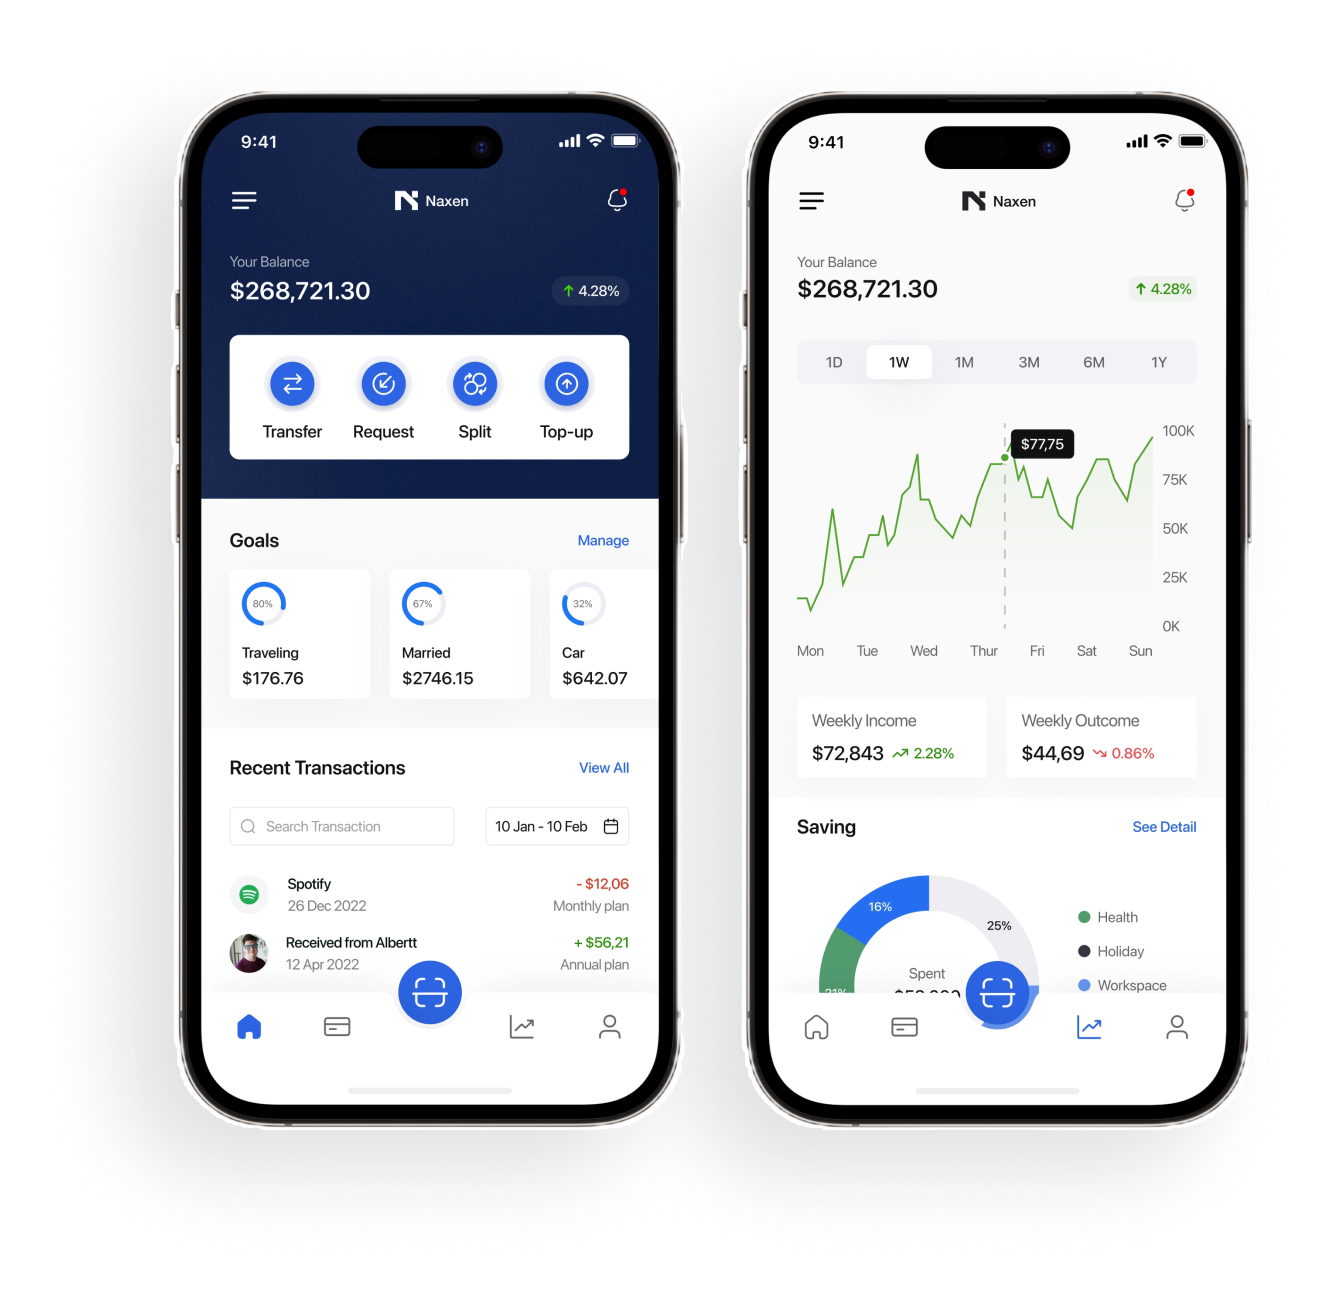 9:41
Naxen
Your Balance
$268,721.30
4.28%
Transfer Request Split Top-up
Goals Manage
80% 67% 32%
Traveling Married Car
$176.76 $2746.15 $642.07
Recent Transactions View All
Search Transaction 10 Jan - 10 Feb
Spotify - $12,06
26 Dec 2022 Monthly plan
Received from Albertt + $56,21
12 Apr 2022 Annual plan
9:41
Naxen
Your Balance
$268,721.30
4.28%
1D 1W 1M 3M 6M 1Y
$77,75
100K
75K
50K
25K
0K
Mon Tue Wed Thur Fri Sat Sun
Weekly Income Weekly Outcome
$72,843 2.28% $44,69 0.86%
Saving See Detail
16%
25%
Health
Holiday
Spent
Workspace